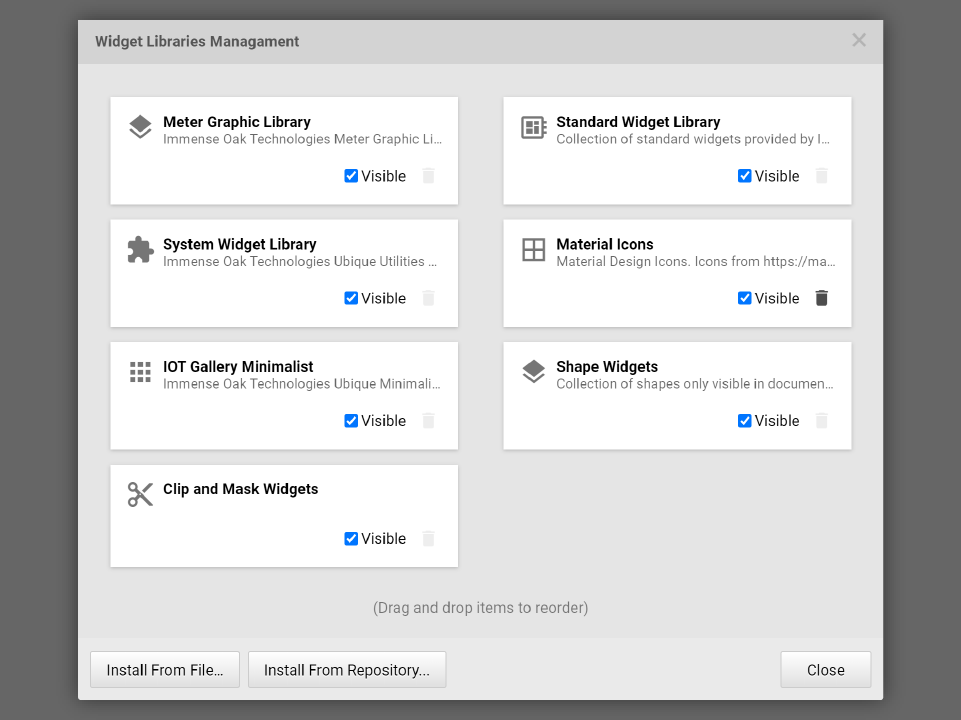 Widget Libraries Managament
Meter Graphic Library
Immense Oak Technologies Meter Graphic Li...
Visible
Standard Widget Library
Collection of standard widgets provided by I...
Visible
System Widget Library
Immense Oak Technologies Ubique Utilities ...
Visible
Material Icons
Material Design Icons. Icons from https://ma...
Visible
IOT Gallery Minimalist
Immense Oak Technologies Ubique Minimali...
Visible
Shape Widgets
Collection of shapes only visible in documen...
Visible
Clip and Mask Widgets
Visible
(Drag and drop items to reorder)
Install From File...
Install From Repository...
Close